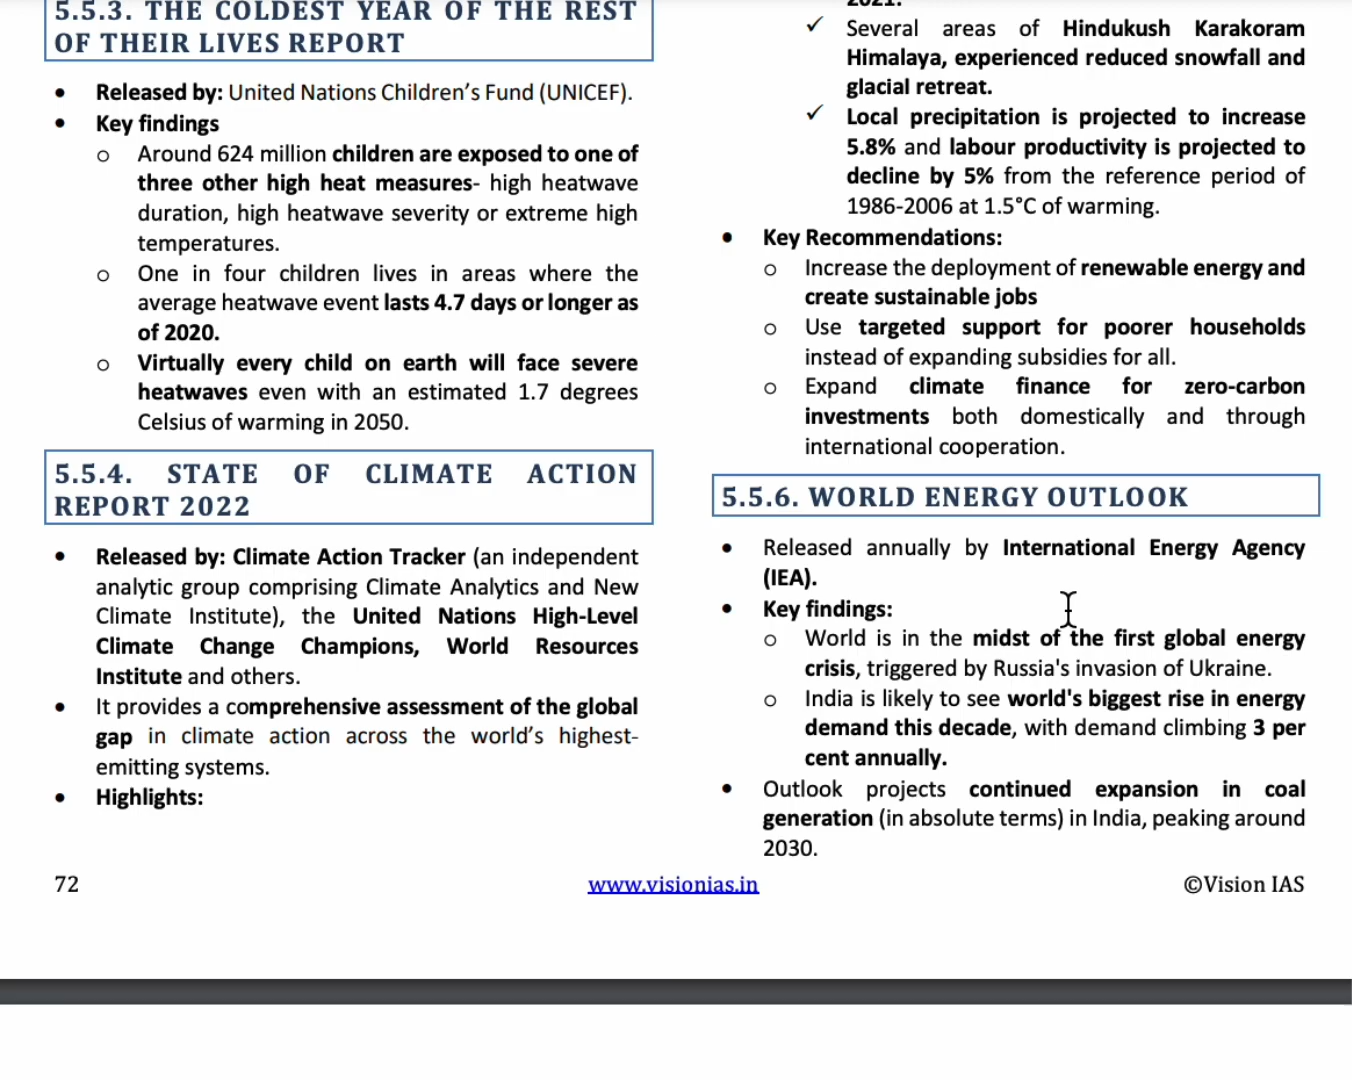 5.5.3. THE COLDEST YEAR OF THE REST
OF THEIR LIVES REPORT
• Released by: United Nations Children’s Fund (UNICEF).
• Key findings
o Around 624 million children are exposed to one of
three other high heat measures- high heatwave
duration, high heatwave severity or extreme high
temperatures.
o One in four children lives in areas where the
average heatwave event lasts 4.7 days or longer as
of 2020.
o Virtually every child on earth will face severe
heatwaves even with an estimated 1.7 degrees
Celsius of warming in 2050.
5.5.4. STATE OF CLIMATE ACTION
REPORT 2022
• Released by: Climate Action Tracker (an independent
analytic group comprising Climate Analytics and New
Climate Institute), the United Nations High-Level
Climate Change Champions, World Resources
Institute and others.
• It provides a comprehensive assessment of the global
gap in climate action across the world’s highest-
emitting systems.
• Highlights:
2021.
✓ Several areas of Hindukush Karakoram
Himalaya, experienced reduced snowfall and
glacial retreat.
✓ Local precipitation is projected to increase
5.8% and labour productivity is projected to
decline by 5% from the reference period of
1986-2006 at 1.5°C of warming.
• Key Recommendations:
o Increase the deployment of renewable energy and
create sustainable jobs
o Use targeted support for poorer households
instead of expanding subsidies for all.
o Expand climate finance for zero-carbon
investments both domestically and through
international cooperation.
5.5.6. WORLD ENERGY OUTLOOK
• Released annually by International Energy Agency
(IEA).
• Key findings:
o World is in the midst of the first global energy
crisis, triggered by Russia's invasion of Ukraine.
o India is likely to see world's biggest rise in energy
demand this decade, with demand climbing 3 per
cent annually.
• Outlook projects continued expansion in coal
generation (in absolute terms) in India, peaking around
2030.
72
www.visionias.in
©Vision IAS